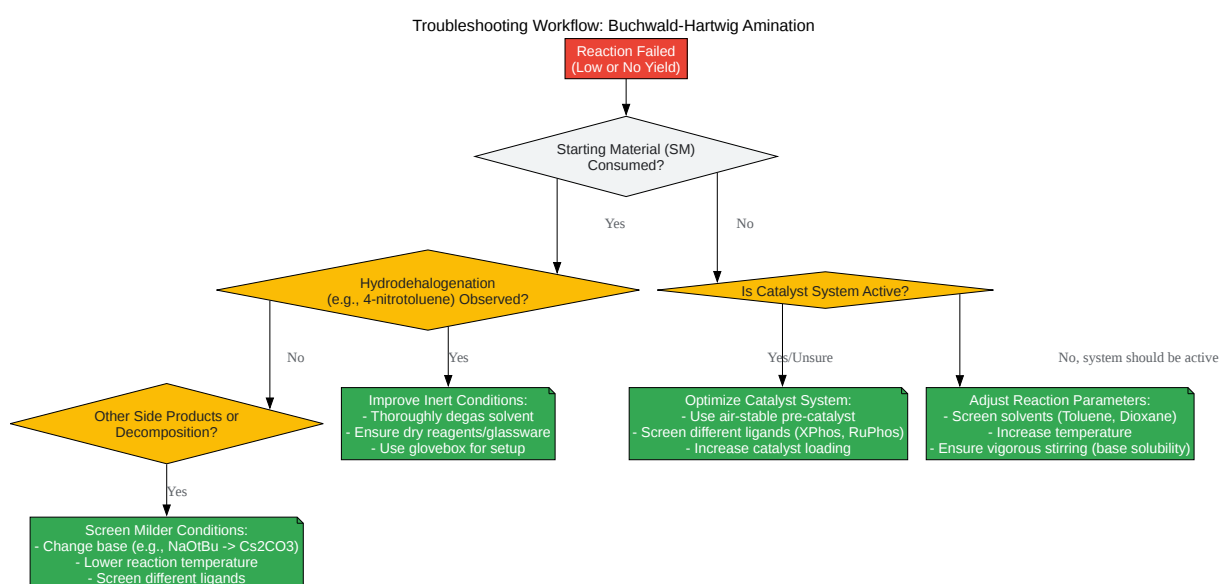 Troubleshooting Workflow: Buchwald-Hartwig Amination
Reaction Failed
(Low or No Yield)
Starting Material (SM)
Consumed?
Yes
No
Hydrodehalogenation
(e.g., 4-nitrotoluene) Observed?
Is Catalyst System Active?
No
Yes
Yes/Unsure
No, system should be active
Other Side Products or
Decomposition?
Improve Inert Conditions:
- Thoroughly degas solvent
- Ensure dry reagents/glassware
- Use glovebox for setup
Optimize Catalyst System:
- Use air-stable pre-catalyst
- Screen different ligands (XPhos, RuPhos)
- Increase catalyst loading
Adjust Reaction Parameters:
- Screen solvents (Toluene, Dioxane)
- Increase temperature
- Ensure vigorous stirring (base solubility)
Yes
Screen Milder Conditions:
- Change base (e.g., NaOtBu -> Cs2CO3)
- Lower reaction temperature
- Screen different ligands